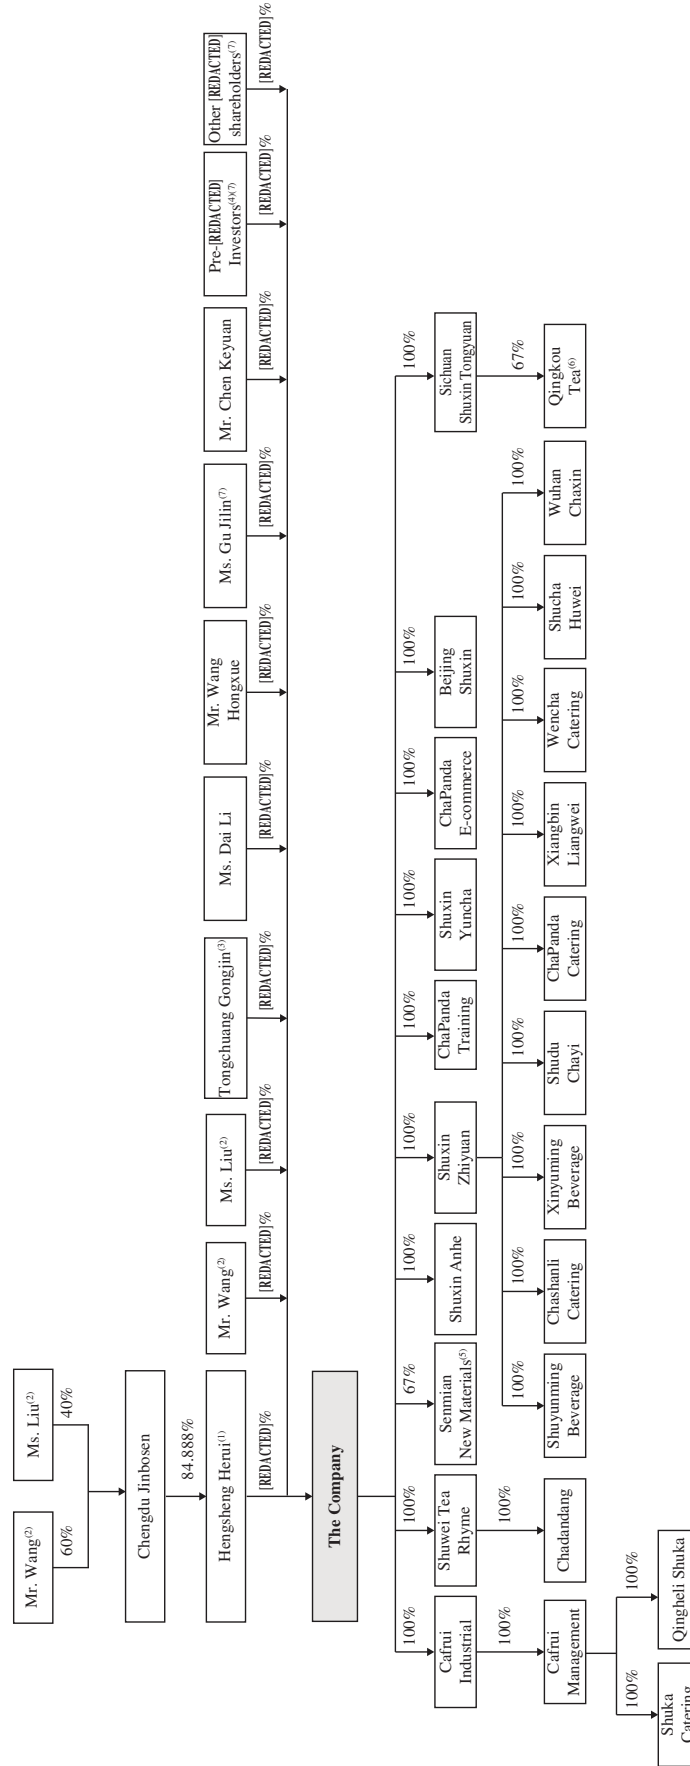 Mr. Wang(2)
Ms. Liu(2)
60%
40%
Chengdu Jinbosen
84.888%
Hengsheng Herui(1)
Mr. Wang(2)
Ms. Liu(2)
Tongchuang Gongjin(3)
Ms. Dai Li
Mr. Wang
Hongxue
Ms. Gu Jilin(7)
Mr. Chen Keyuan
Pre-[REDACTED]
Investors(4)(7)
Other [REDACTED]
shareholders(7)
[REDACTED]%
[REDACTED]%
[REDACTED]%
[REDACTED]%
[REDACTED]%
[REDACTED]%
[REDACTED]%
[REDACTED]%
[REDACTED]%
[REDACTED]%
The Company
100%
100%
67%
100%
100%
100%
100%
100%
100%
100%
Cafrui
Industrial
Shuwei Tea
Rhyme
Senmian
New Materials(5)
Shuxin Anhe
Shuxin
Zhiyuan
ChaPanda
Training
Shuxin
Yuncha
ChaPanda
E-commerce
Beijing
Shuxin
Sichuan
Shuxin Tongyuan
100%
100%
100%
100%
100%
100%
100%
100%
100%
100%
100%
67%
Cafrui
Management
Chadandang
Shuyunming
Beverage
Chashanli
Catering
Xinyuming
Beverage
Shudu
Chayi
ChaPanda
Catering
Xiangbin
Liangwei
Wencha
Catering
Shucha
Huwei
Wuhan
Chaxin
Qingkou
Tea(6)
100%
100%
Shuka
Catering
Qingheli Shuka